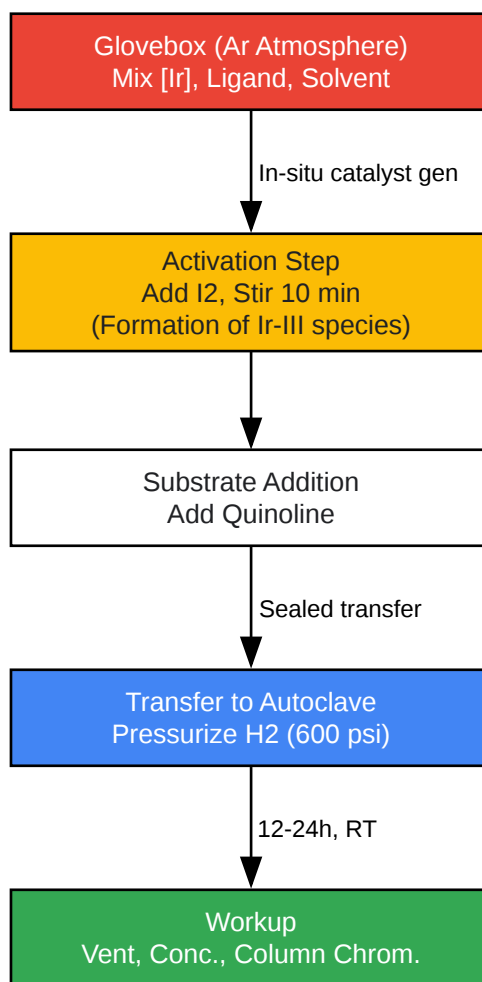 Glovebox (Ar Atmosphere)
Mix [Ir], Ligand, Solvent
In-situ catalyst gen
Activation Step
Add I2, Stir 10 min
(Formation of Ir-III species)
Substrate Addition
Add Quinoline
Sealed transfer
Transfer to Autoclave
Pressurize H2 (600 psi)
12-24h, RT
Workup
Vent, Conc., Column Chrom.